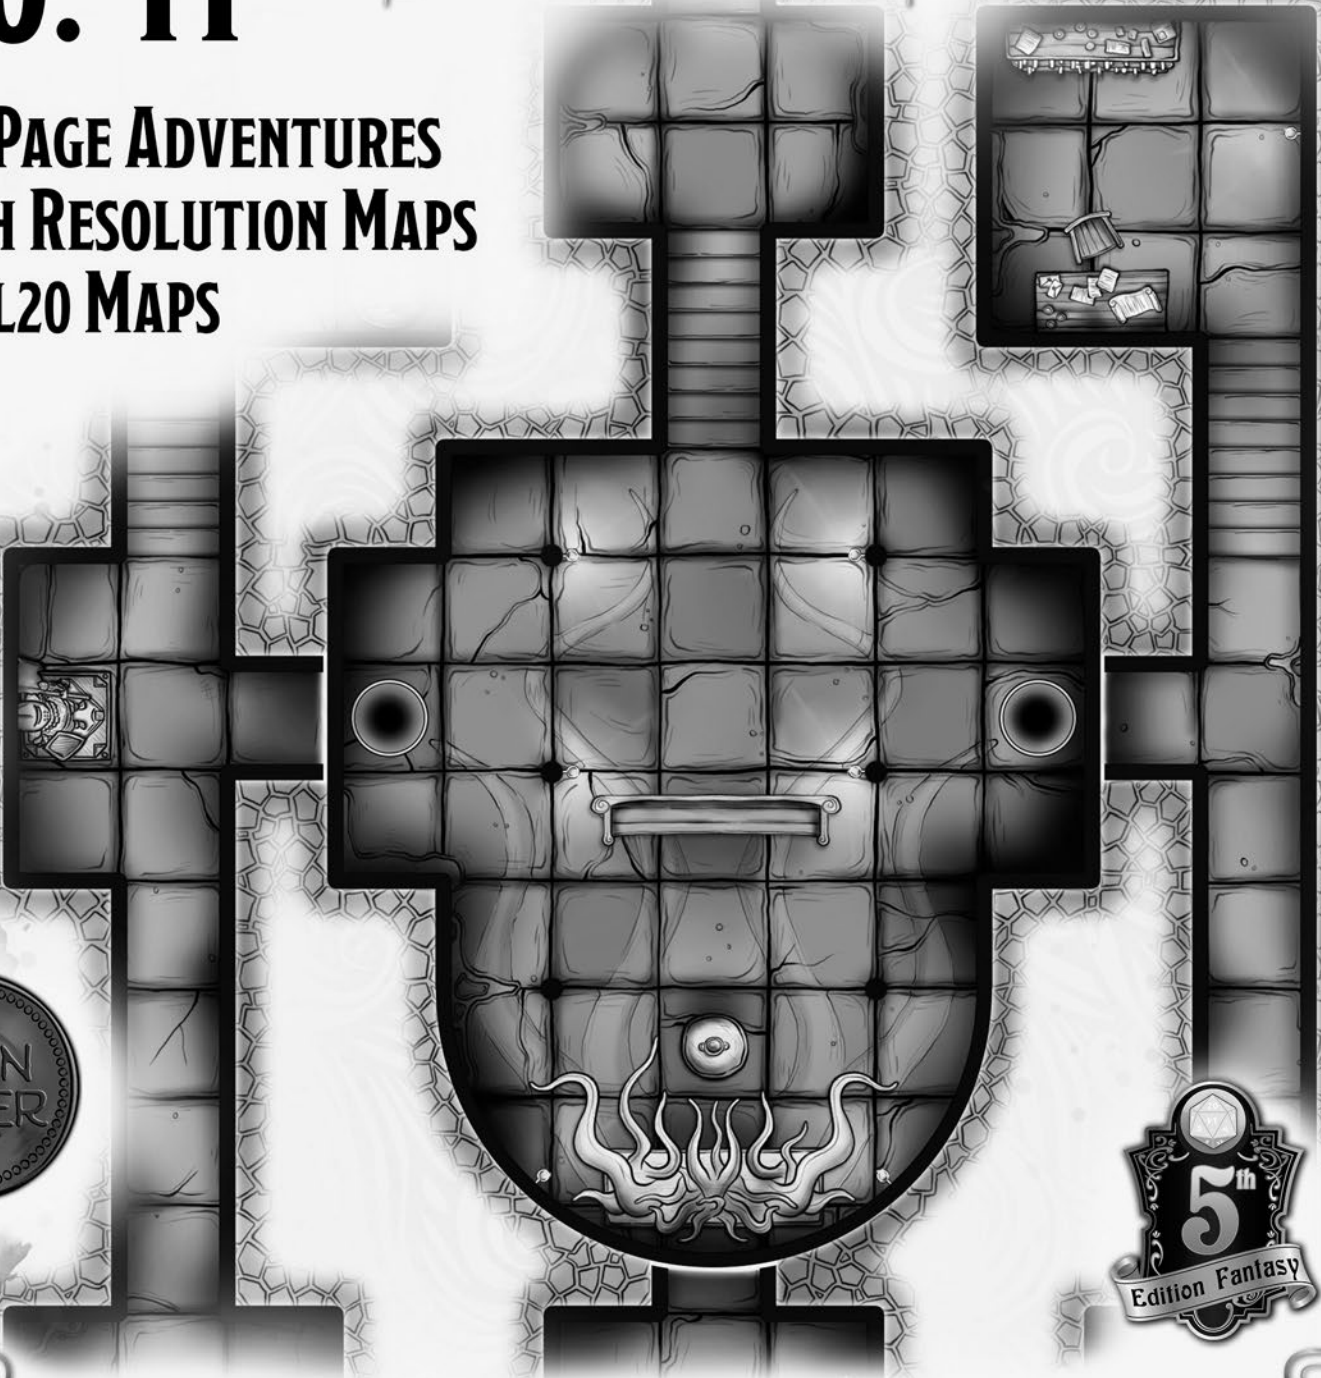 PAGE ADVENTURES
H RESOLUTION MAPS
L20 MAPS
5th
Edition Fantasy